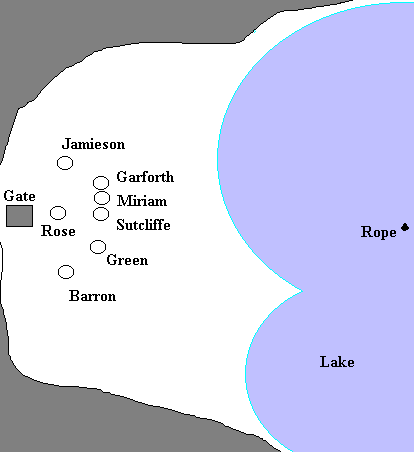 Jamieson
Garforth
Gate
Miriam
Sutcliffe
Rose
Rope
Green
Barron
Lake